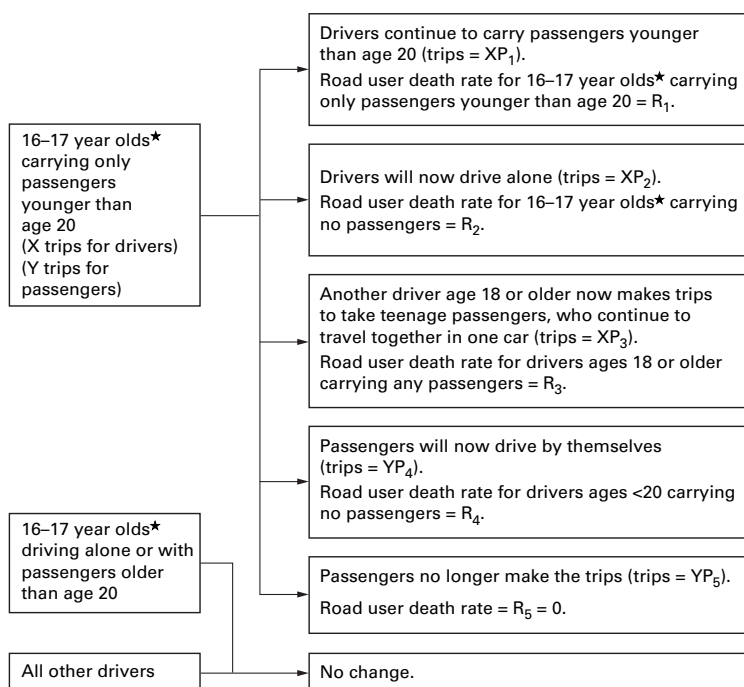 16–17 year olds★
carrying only
passengers
younger than
age 20
(X trips for drivers)
(Y trips for
passengers)
Drivers continue to carry passengers younger
than age 20 (trips = XP₁).
Road user death rate for 16–17 year olds★ carrying
only passengers younger than age 20 = R₁.
Drivers will now drive alone (trips = XP₂).
Road user death rate for 16–17 year olds★ carrying
no passengers = R₂.
Another driver age 18 or older now makes trips
to take teenage passengers, who continue to
travel together in one car (trips = XP₃).
Road user death rate for drivers ages 18 or older
carrying any passengers = R₃.
Passengers will now drive by themselves
(trips = YP₄).
Road user death rate for drivers ages <20 carrying
no passengers = R₄.
Passengers no longer make the trips (trips = YP₅).
Road user death rate = R₅ = 0.
16–17 year olds★
driving alone or with
passengers older
than age 20
All other drivers
No change.